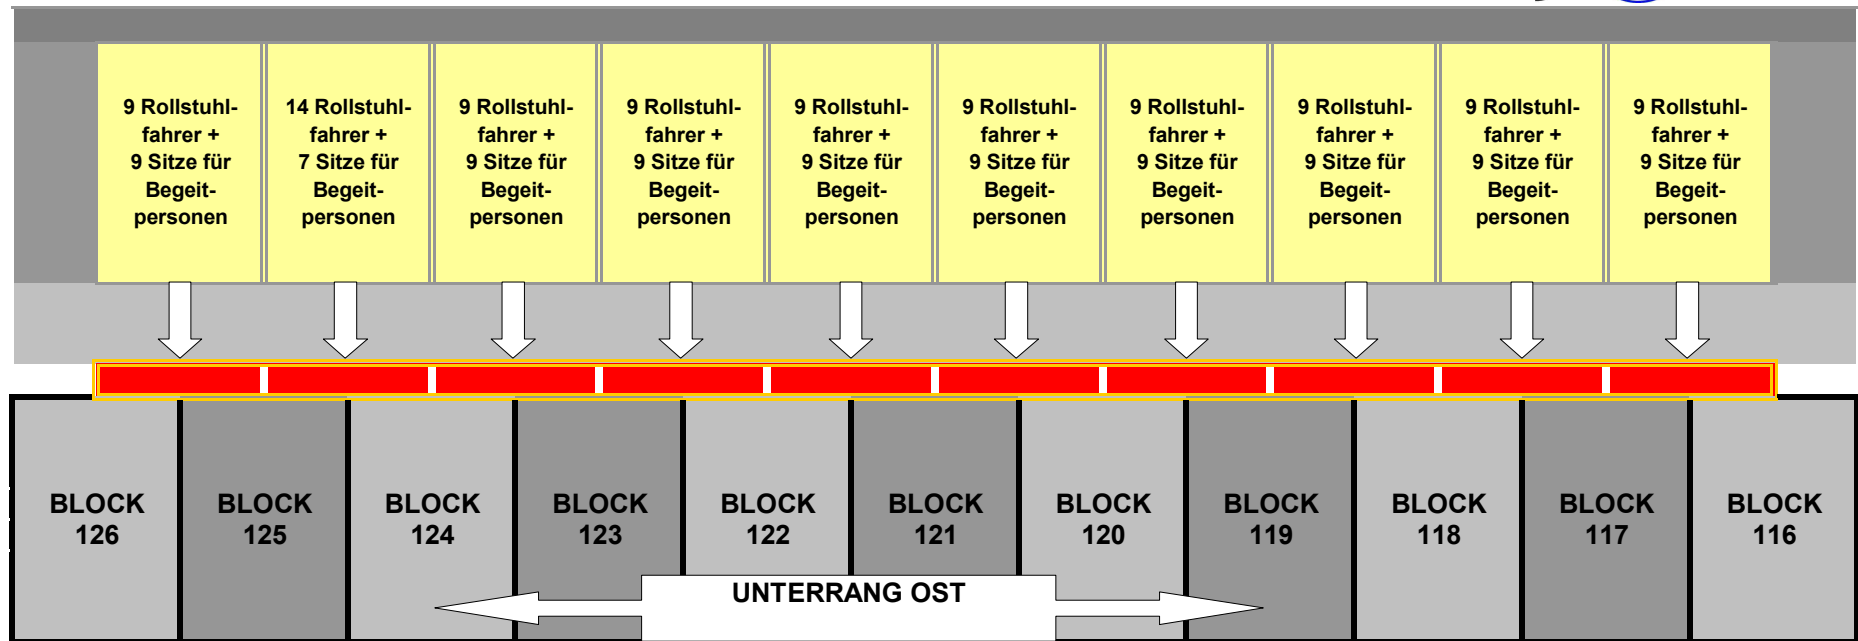 9 Rollstuhl-
fahrer +
9 Sitze für
Begeit-
personen
14 Rollstuhl-
fahrer +
7 Sitze für
Begeit-
personen
9 Rollstuhl-
fahrer +
9 Sitze für
Begeit-
personen
9 Rollstuhl-
fahrer +
9 Sitze für
Begeit-
personen
9 Rollstuhl-
fahrer +
9 Sitze für
Begeit-
personen
9 Rollstuhl-
fahrer +
9 Sitze für
Begeit-
personen
9 Rollstuhl-
fahrer +
9 Sitze für
Begeit-
personen
9 Rollstuhl-
fahrer +
9 Sitze für
Begeit-
personen
9 Rollstuhl-
fahrer +
9 Sitze für
Begeit-
personen
9 Rollstuhl-
fahrer +
9 Sitze für
Begeit-
personen
BLOCK
126
BLOCK
125
BLOCK
124
BLOCK
123
BLOCK
122
BLOCK
121
BLOCK
120
BLOCK
119
BLOCK
118
BLOCK
117
BLOCK
116
UNTERRANG OST